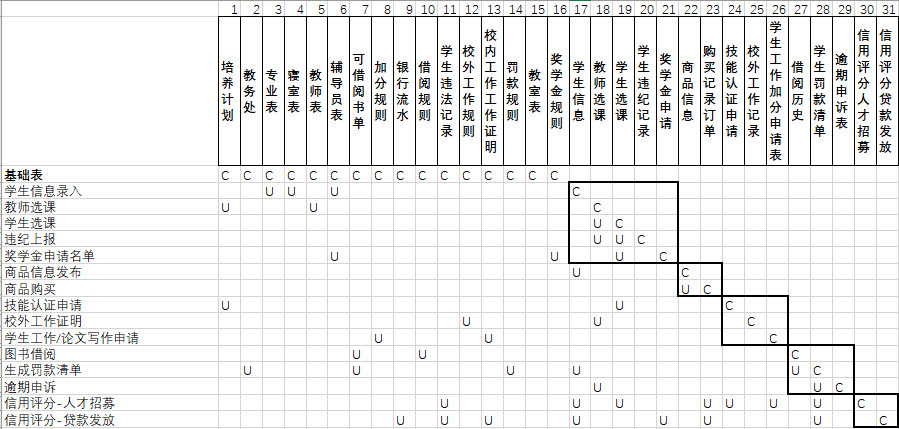 1 2 3 4 5 6 7 8 9 10 11 12 13 14 15 16 17 18 19 20 21 22 23 24 25 26 27 28 29 30 31
培养计划
教务处
专业表
寝室表
教师表
辅导员表
可借阅书单
加分规则
银行流水
借阅规则
学生违法记录
校外工作规则
校内工作证明
罚款规则
教室表
奖学金规则
学生信息
教师选课
学生选课
学生违纪记录
奖学金申请
商品信息
购买记录订单
技能认证申请
校外工作记录
学生工作加分申请表
借阅历史
学生罚款清单
逾期申诉表
信用评分人才招募
信用评分贷款发放
基础表 C C C C C C C C C C C C C C C C
学生信息录入 U U U C
教师选课 U U C
学生选课 U C
违纪上报 U U C
奖学金申请名单 U U U C
商品信息发布 U C
商品购买 U C
技能认证申请 U U C
校外工作证明 U U C
学生工作/论文写作申请 U U C
图书借阅 U U C
生成罚款清单 U U U U U C
逾期申诉 U U C
信用评分-人才招募 U U U U U U U C
信用评分-贷款发放 U U U U U U U C